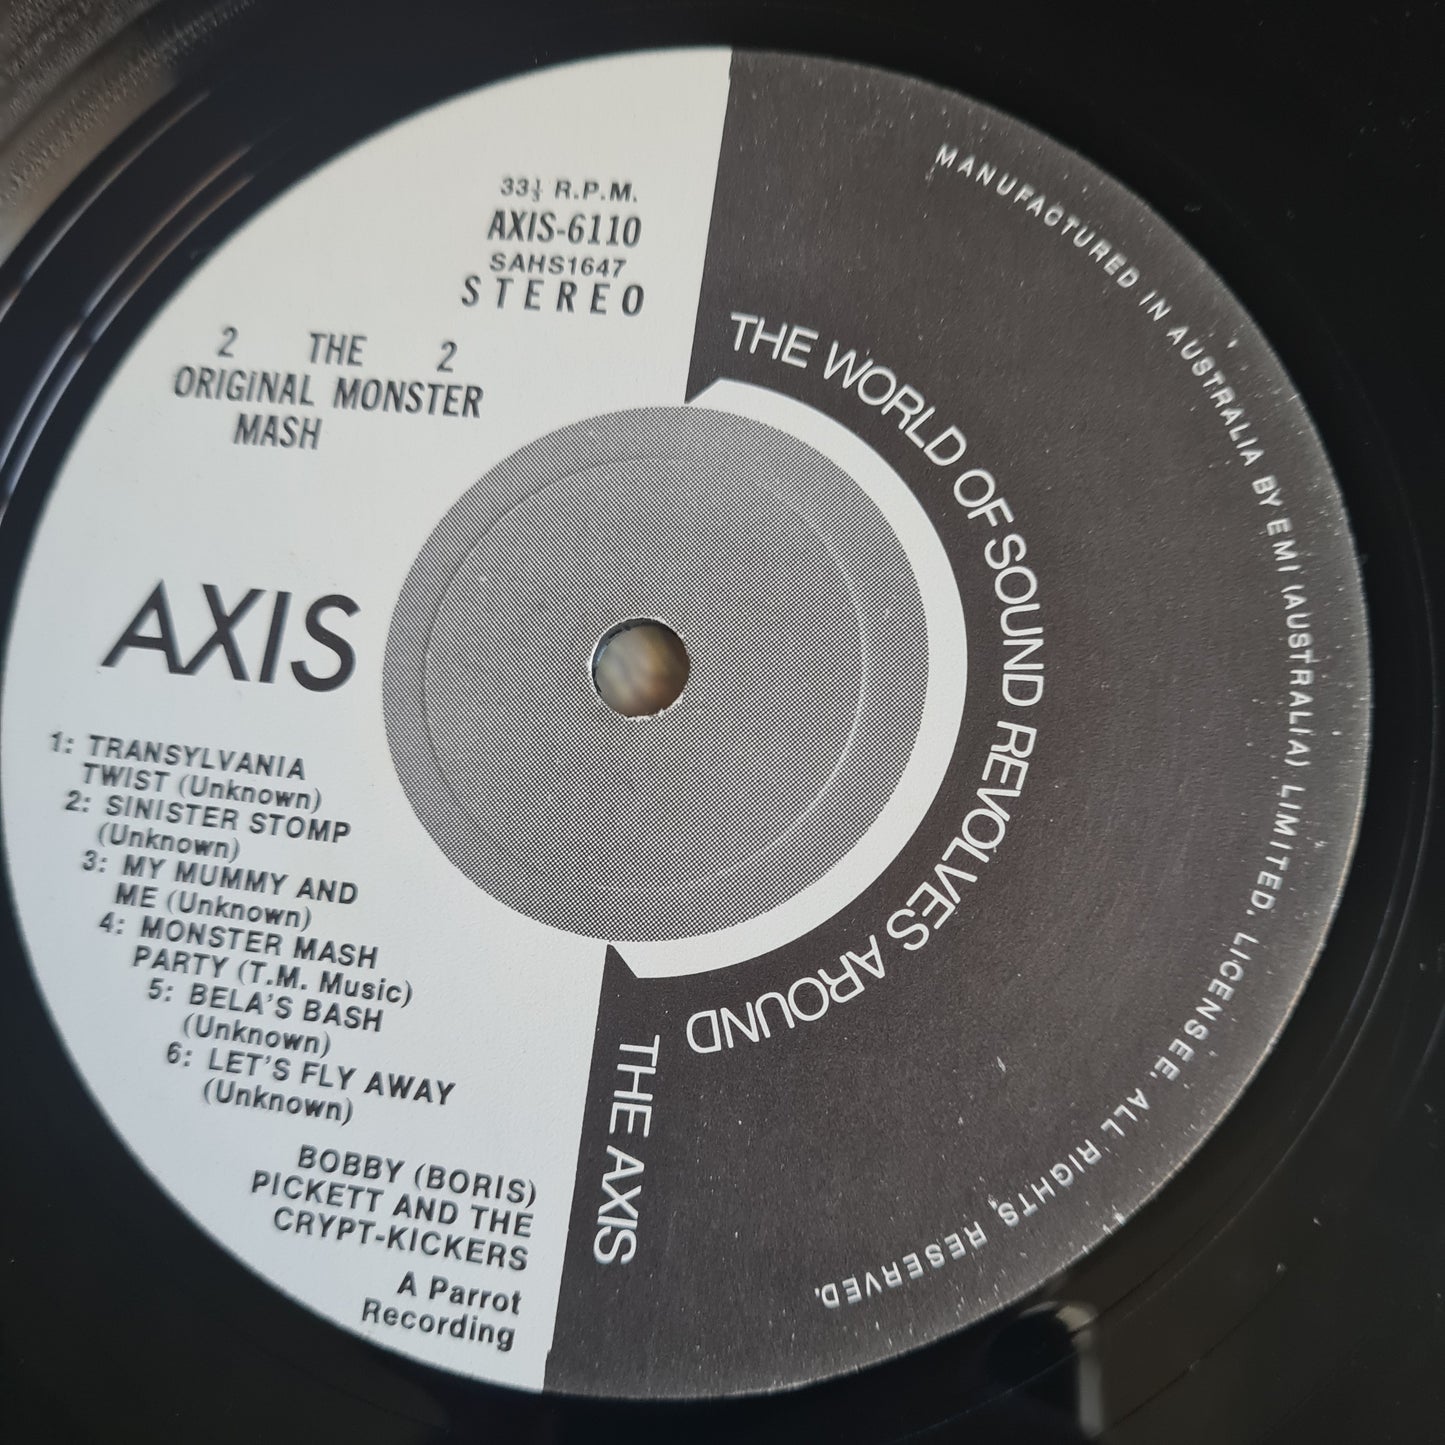 33⅓ R.P.M.
AXIS-6110
SAHS1647
STEREO
2 THE 2
ORIGINAL MONSTER
MASH
AXIS
1: TRANSYLVANIA
TWIST (Unknown)
2: SINISTER STOMP
(Unknown)
3: MY MUMMY AND
ME (Unknown)
4: MONSTER MASH
PARTY (T.M. Music)
5: BELA'S BASH
(Unknown)
6: LET'S FLY AWAY
(Unknown)
BOBBY (BORIS)
PICKETT AND THE
CRYPT-KICKERS
A Parrot
Recording
THE WORLD OF SOUND REVOLVES AROUND
THE AXIS
MANUFACTURED IN AUSTRALIA BY EMI (AUSTRALIA) LIMITED. LICENSEE. ALL RIGHTS RESERVED.